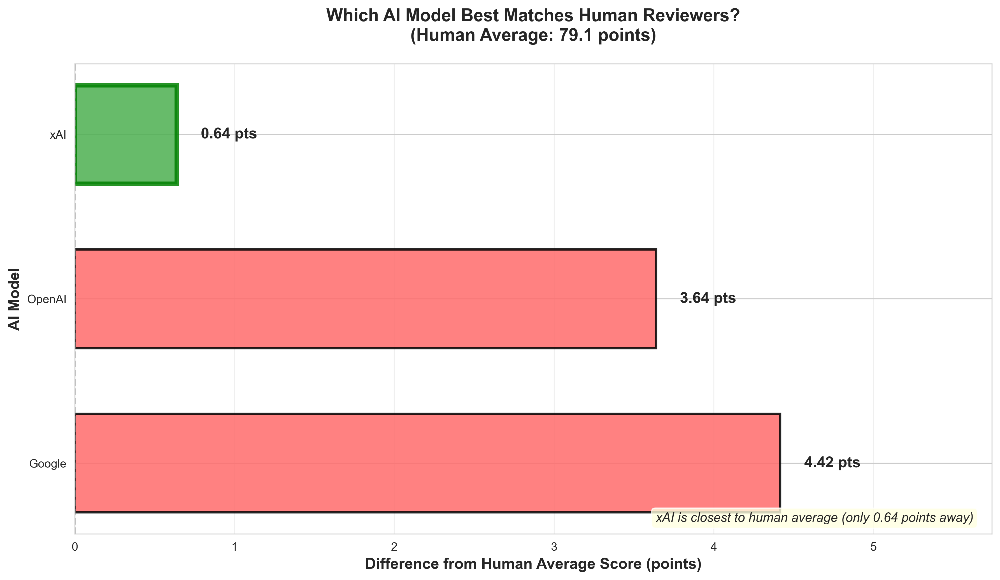 Which AI Model Best Matches Human Reviewers?
(Human Average: 79.1 points)
xAI
0.64 pts
AI Model
OpenAI
3.64 pts
Google
4.42 pts
xAI is closest to human average (only 0.64 points away)
0 1 2 3 4 5
Difference from Human Average Score (points)